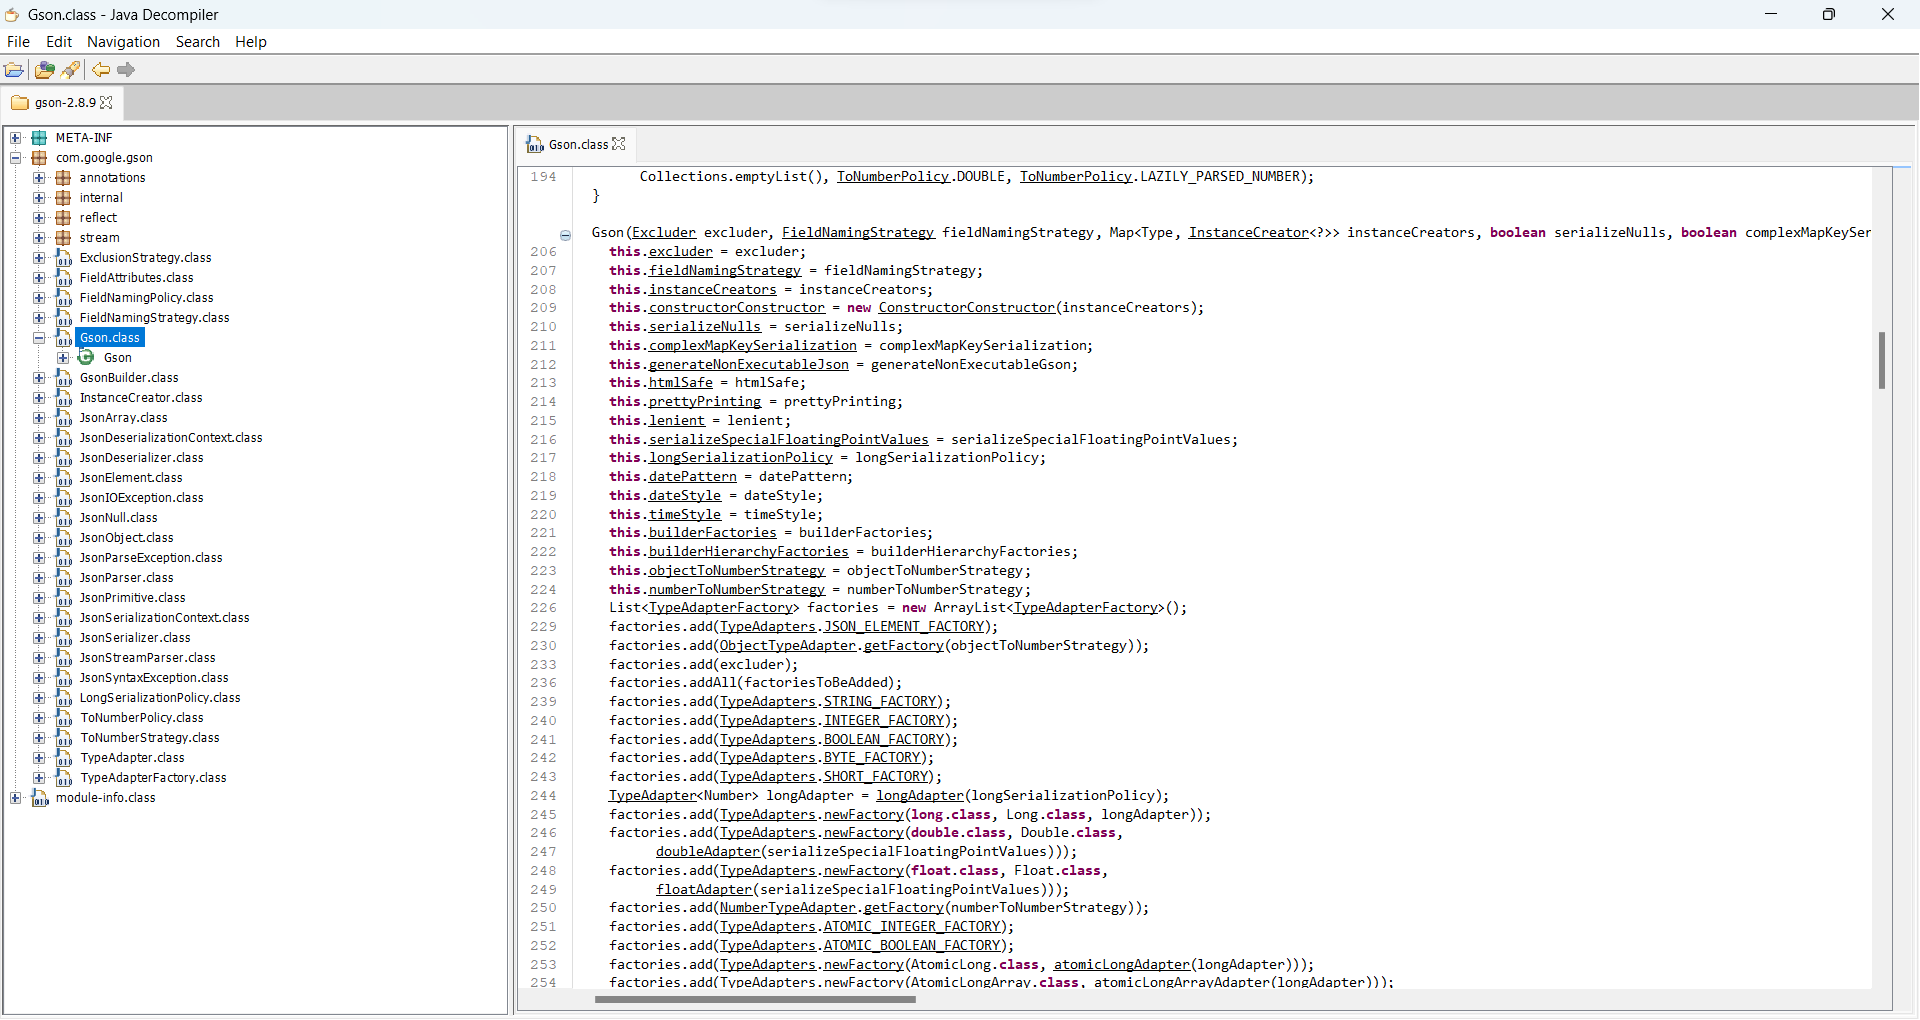 Gson.class - Java Decompiler
File Edit Navigation Search Help
gson-2.8.9
META-INF
com.google.gson
annotations
internal
reflect
stream
ExclusionStrategy.class
FieldAttributes.class
FieldNamingPolicy.class
FieldNamingStrategy.class
Gson.class
Gson
GsonBuilder.class
InstanceCreator.class
JsonArray.class
JsonDeserializationContext.class
JsonDeserializer.class
JsonElement.class
JsonIOException.class
JsonNull.class
JsonObject.class
JsonParseException.class
JsonParser.class
JsonPrimitive.class
JsonSerializationContext.class
JsonSerializer.class
JsonStreamParser.class
JsonSyntaxException.class
LongSerializationPolicy.class
ToNumberPolicy.class
ToNumberStrategy.class
TypeAdapter.class
TypeAdapterFactory.class
module-info.class
Gson.class
194 Collections.emptyList(), ToNumberPolicy.DOUBLE, ToNumberPolicy.LAZILY_PARSED_NUMBER);
}
Gson(Excluder excluder, FieldNamingStrategy fieldNamingStrategy, Map<Type, InstanceCreator<?>> instanceCreators, boolean serializeNulls, boolean complexMapKeySer
206 this.excluder = excluder;
207 this.fieldNamingStrategy = fieldNamingStrategy;
208 this.instanceCreators = instanceCreators;
209 this.constructorConstructor = new ConstructorConstructor(instanceCreators);
210 this.serializeNulls = serializeNulls;
211 this.complexMapKeySerialization = complexMapKeySerialization;
212 this.generateNonExecutableJson = generateNonExecutableGson;
213 this.htmlSafe = htmlSafe;
214 this.prettyPrinting = prettyPrinting;
215 this.lenient = lenient;
216 this.serializeSpecialFloatingPointValues = serializeSpecialFloatingPointValues;
217 this.longSerializationPolicy = longSerializationPolicy;
218 this.datePattern = datePattern;
219 this.dateStyle = dateStyle;
220 this.timeStyle = timeStyle;
221 this.builderFactories = builderFactories;
222 this.builderHierarchyFactories = builderHierarchyFactories;
223 this.objectToNumberStrategy = objectToNumberStrategy;
224 this.numberToNumberStrategy = numberToNumberStrategy;
226 List<TypeAdapterFactory> factories = new ArrayList<TypeAdapterFactory>();
229 factories.add(TypeAdapters.JSON_ELEMENT_FACTORY);
230 factories.add(ObjectTypeAdapter.getFactory(objectToNumberStrategy));
233 factories.add(excluder);
236 factories.addAll(factoriesToBeAdded);
239 factories.add(TypeAdapters.STRING_FACTORY);
240 factories.add(TypeAdapters.INTEGER_FACTORY);
241 factories.add(TypeAdapters.BOOLEAN_FACTORY);
242 factories.add(TypeAdapters.BYTE_FACTORY);
243 factories.add(TypeAdapters.SHORT_FACTORY);
244 TypeAdapter<Number> longAdapter = longAdapter(longSerializationPolicy);
245 factories.add(TypeAdapters.newFactory(long.class, Long.class, longAdapter));
246 factories.add(TypeAdapters.newFactory(double.class, Double.class,
247 doubleAdapter(serializeSpecialFloatingPointValues)));
248 factories.add(TypeAdapters.newFactory(float.class, Float.class,
249 floatAdapter(serializeSpecialFloatingPointValues)));
250 factories.add(NumberTypeAdapter.getFactory(numberToNumberStrategy));
251 factories.add(TypeAdapters.ATOMIC_INTEGER_FACTORY);
252 factories.add(TypeAdapters.ATOMIC_BOOLEAN_FACTORY);
253 factories.add(TypeAdapters.newFactory(AtomicLong.class, atomicLongAdapter(longAdapter)));
254 factories.add(TypeAdapters.newFactory(AtomicLongArray.class, atomicLongArrayAdapter(longAdapter)));